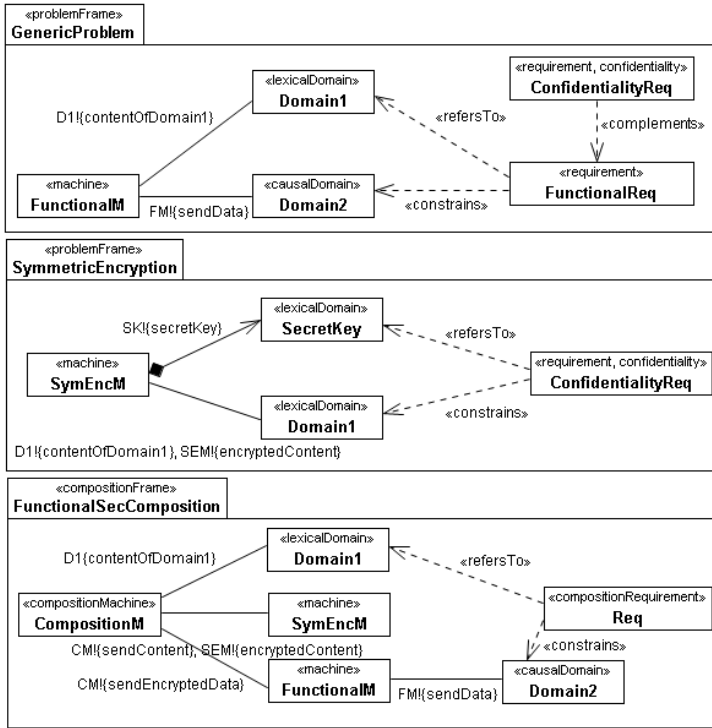 «problemFrame»
GenericProblem
«lexicalDomain»
Domain1
«requirement, confidentiality»
ConfidentialityReq
D1!{contentOfDomain1}
«refersTo»
«complements»
«machine»
FunctionalM
«causalDomain»
Domain2
«requirement»
FunctionalReq
FM!{sendData}
«constrains»
«problemFrame»
SymmetricEncryption
«lexicalDomain»
SecretKey
SK!{secretKey}
«refersTo»
«machine»
SymEncM
«requirement, confidentiality»
ConfidentialityReq
«lexicalDomain»
Domain1
«constrains»
D1!{contentOfDomain1}, SEM!{encryptedContent}
«compositionFrame»
FunctionalSecComposition
«lexicalDomain»
Domain1
D1{contentOfDomain1}
«refersTo»
«compositionMachine»
CompositionM
«machine»
SymEncM
«compositionRequirement»
Req
CM!{sendContent}, SEM!{encryptedContent}
«constrains»
CM!{sendEncryptedData}
«machine»
FunctionalM
FM!{sendData}
«causalDomain»
Domain2